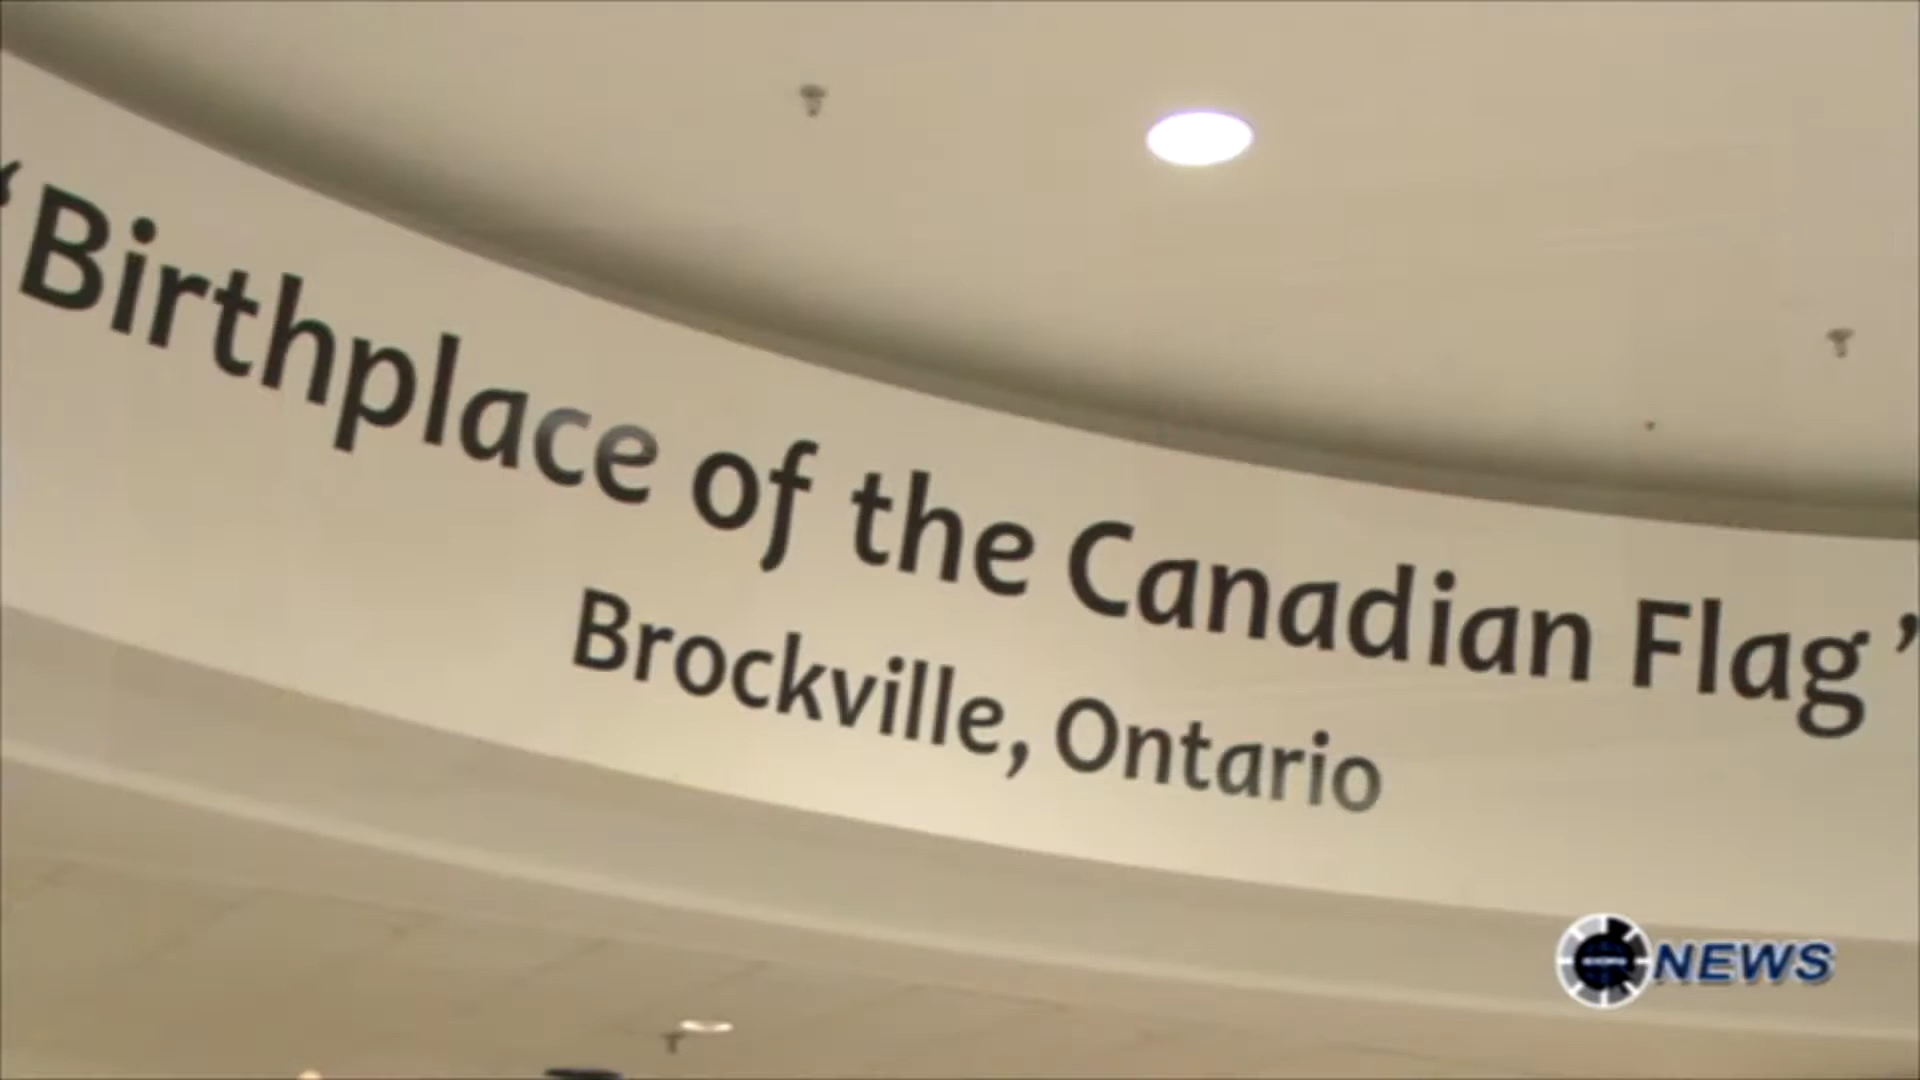 ‘Birthplace of the Canadian Flag’
Brockville, Ontario
NEWS